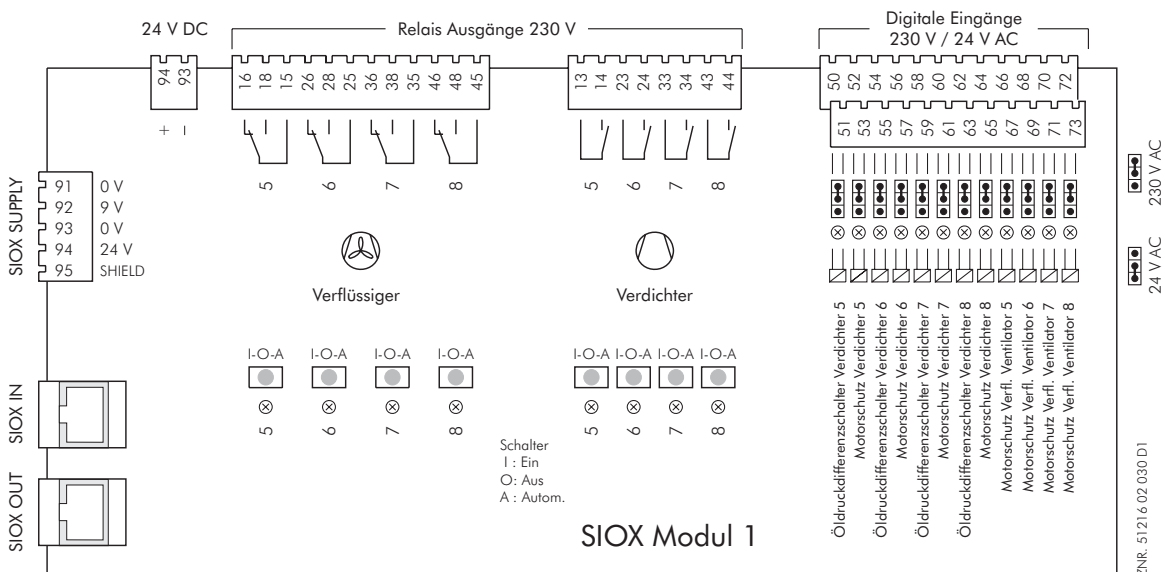 24 V DC
Relais Ausgänge 230 V
Digitale Eingänge
230 V / 24 V AC
94 93
16 18 15 26 28 25 36 38 35 46 48 45
13 14 23 24 33 34 43 44
50 52 54 56 58 60 62 64 66 68 70 72
51 53 55 57 59 61 63 65 67 69 71 73
+ –
SIOX SUPPLY
91 0 V
92 9 V
93 0 V
94 24 V
95 SHIELD
5 6 7 8
5 6 7 8
230 V AC
24 V AC
Verflüssiger
Verdichter
I-O-A I-O-A I-O-A I-O-A
I-O-A I-O-A I-O-A I-O-A
5 6 7 8
5 6 7 8
Schalter
I : Ein
O: Aus
A : Autom.
Öldruckdifferenzschalter Verdichter 5
Motorschutz Verdichter 5
Öldruckdifferenzschalter Verdichter 6
Motorschutz Verdichter 6
Öldruckdifferenzschalter Verdichter 7
Motorschutz Verdichter 7
Öldruckdifferenzschalter Verdichter 8
Motorschutz Verdichter 8
Motorschutz Verfl. Ventilator 5
Motorschutz Verfl. Ventilator 6
Motorschutz Verfl. Ventilator 7
Motorschutz Verfl. Ventilator 8
SIOX IN
SIOX OUT
SIOX Modul 1
ZNR. 51216 02 030 D1